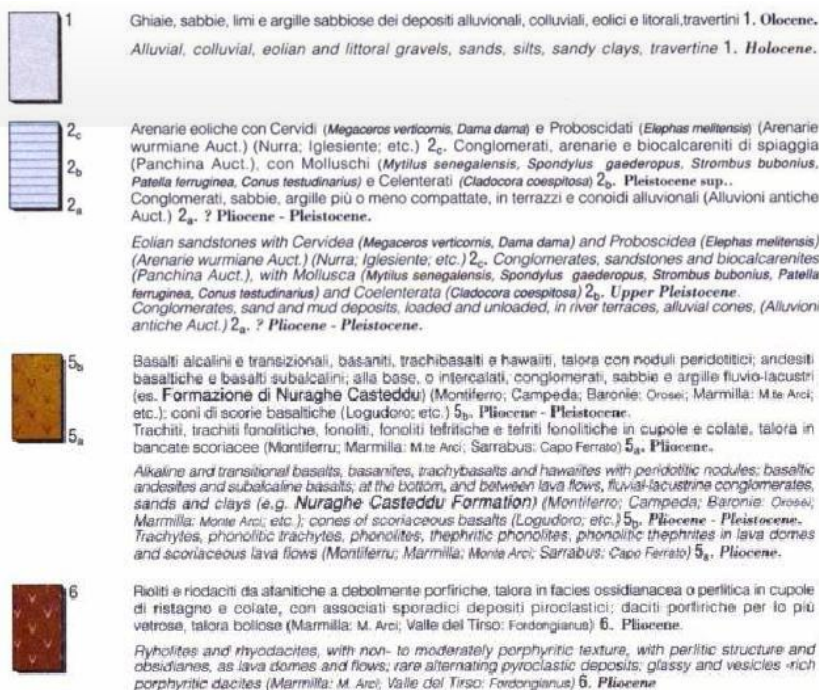 1
Ghiaie, sabbie, limi e argille sabbiose dei depositi alluvionali, colluviali, eolici e litorali,travertini 1. Olocene.
Alluvial, colluvial, eolian and littoral gravels, sands, silts, sandy clays, travertine 1. Holocene.
2c
2b
2a
Arenarie eoliche con Cervidi (Megaceros verticornis, Dama dama) e Proboscidati (Elephas melitensis) (Arenarie
wurmiane Auct.) (Nurra; Iglesiente; etc.) 2c. Conglomerati, arenarie e biocalcareniti di spiaggia
(Panchina Auct.), con Molluschi (Mytilus senegalensis, Spondylus gaederopus, Strombus bubonius,
Patella ferruginea, Conus testudinarius) e Celenterati (Cladocora coespitosa) 2b. Pleistocene sup..
Conglomerati, sabbie, argille più o meno compattate, in terrazzi e conoidi alluvionali (Alluvioni antiche
Auct.) 2a. ? Pliocene - Pleistocene.
Eolian sandstones with Cervidea (Megaceros verticornis, Dama dama) and Proboscidea (Elephas melitensis)
(Arenarie wurmiane Auct.) (Nurra; Iglesiente; etc.) 2c. Conglomerates, sandstones and biocalcarenites
(Panchina Auct.), with Mollusca (Mytilus senegalensis, Spondylus gaederopus, Strombus bubonius, Patella
ferruginea, Conus testudinarius) and Coelenterata (Cladocora coespitosa) 2b. Upper Pleistocene.
Conglomerates, sand and mud deposits, loaded and unloaded, in river terraces, alluvial cones, (Alluvioni
antiche Auct.) 2a. ? Pliocene - Pleistocene.
5b
5a
Basalti alcalini e transizionali, basaniti, trachibasalti e hawaiiti, talora con noduli peridotitici; andesiti
basaltiche e basalti subalcalini; alla base, o intercalati, conglomerati, sabbie e argille fluvio-lacustri
(es. Formazione di Nuraghe Casteddu) (Montiferro; Campeda; Baronie: Orosei; Marmilla: M.te Arci;
etc.): coni di scorie basaltiche (Logudoro; etc.) 5b. Pliocene - Pleistocene.
Trachiti, trachiti fonolitiche, fonoliti, fonoliti tefritiche e tefriti fonolitiche in cupole e colate, talora in
bancate scoriacee (Montiferru; Marmilla: M.te Arci; Sarrabus: Capo Ferrato) 5a. Pliocene.
Alkaline and transitional basalts, basanites, trachybasalts and hawaiites with peridotitic nodules; basaltic
andesites and subalkaline basalts; at the bottom, and between lava flows, fluvial-lacustrine conglomerates,
sands and clays (e.g. Nuraghe Casteddu Formation) (Montiferro; Campeda; Baronie: Orosei;
Marmilla: Monte Arci; etc.); cones of scoriaceous basalts (Logudoro; etc.) 5b. Pliocene - Pleistocene.
Trachytes, phonolitic trachytes, phonolites, thephritic phonolites, phonolitic thephrites in lava domes
and scoriaceous lava flows (Montiferru; Marmilla: Monte Arci; Sarrabus: Capo Ferrato) 5a. Pliocene.
6
Rioliti e riodaciti da afanitiche a debolmente porfiriche, talora in facies ossidianacea o perlitica in cupole
di ristagno e colate, con associati sporadici depositi piroclastici; daciti porfiriche per lo più
vetrose, talora bollose (Marmilla: M. Arci; Valle del Tirso: Fordongianus) 6. Pliocene.
Ryholites and rhyodacites, with non- to moderately porphyritic texture, with perlitic structure and
obsidianes, as lava domes and flows; rare alternating pyroclastic deposits; glassy and vesicles -rich
porphyritic dacites (Marmilla: M. Arci; Valle del Tirso: Fordongianus) 6. Pliocene